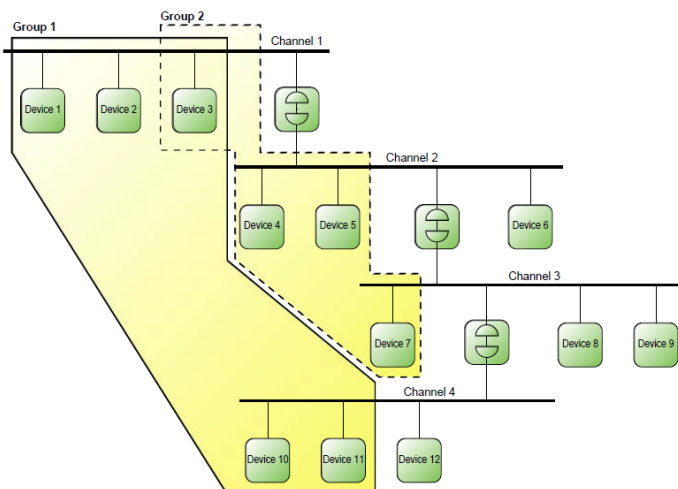 Group 1
Group 2
Channel 1
Device 1
Device 2
Device 3
Channel 2
Device 4
Device 5
Device 6
Channel 3
Device 7
Device 8
Device 9
Channel 4
Device 10
Device 11
Device 12